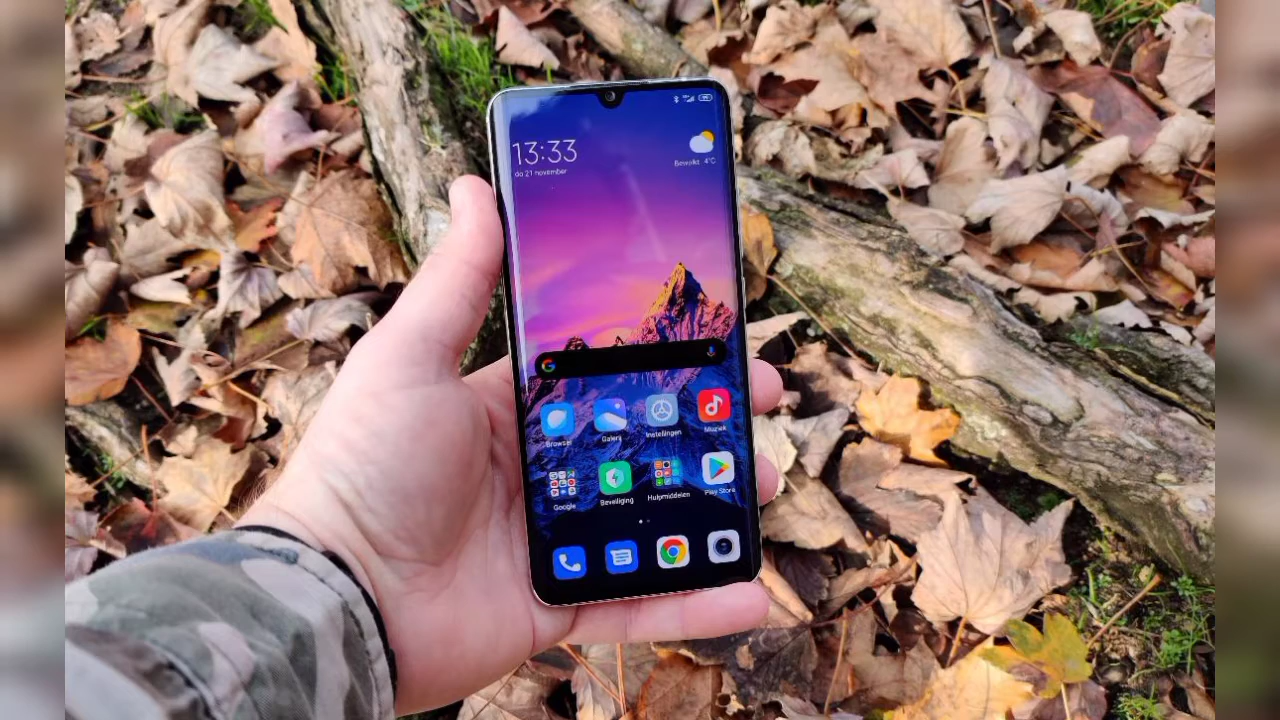 13:33
do 21 november
Bewolkt 4°C
Browser
Galerij
Instellingen
Muziek
Google
Beveiliging
Hulpmiddelen
Play Store